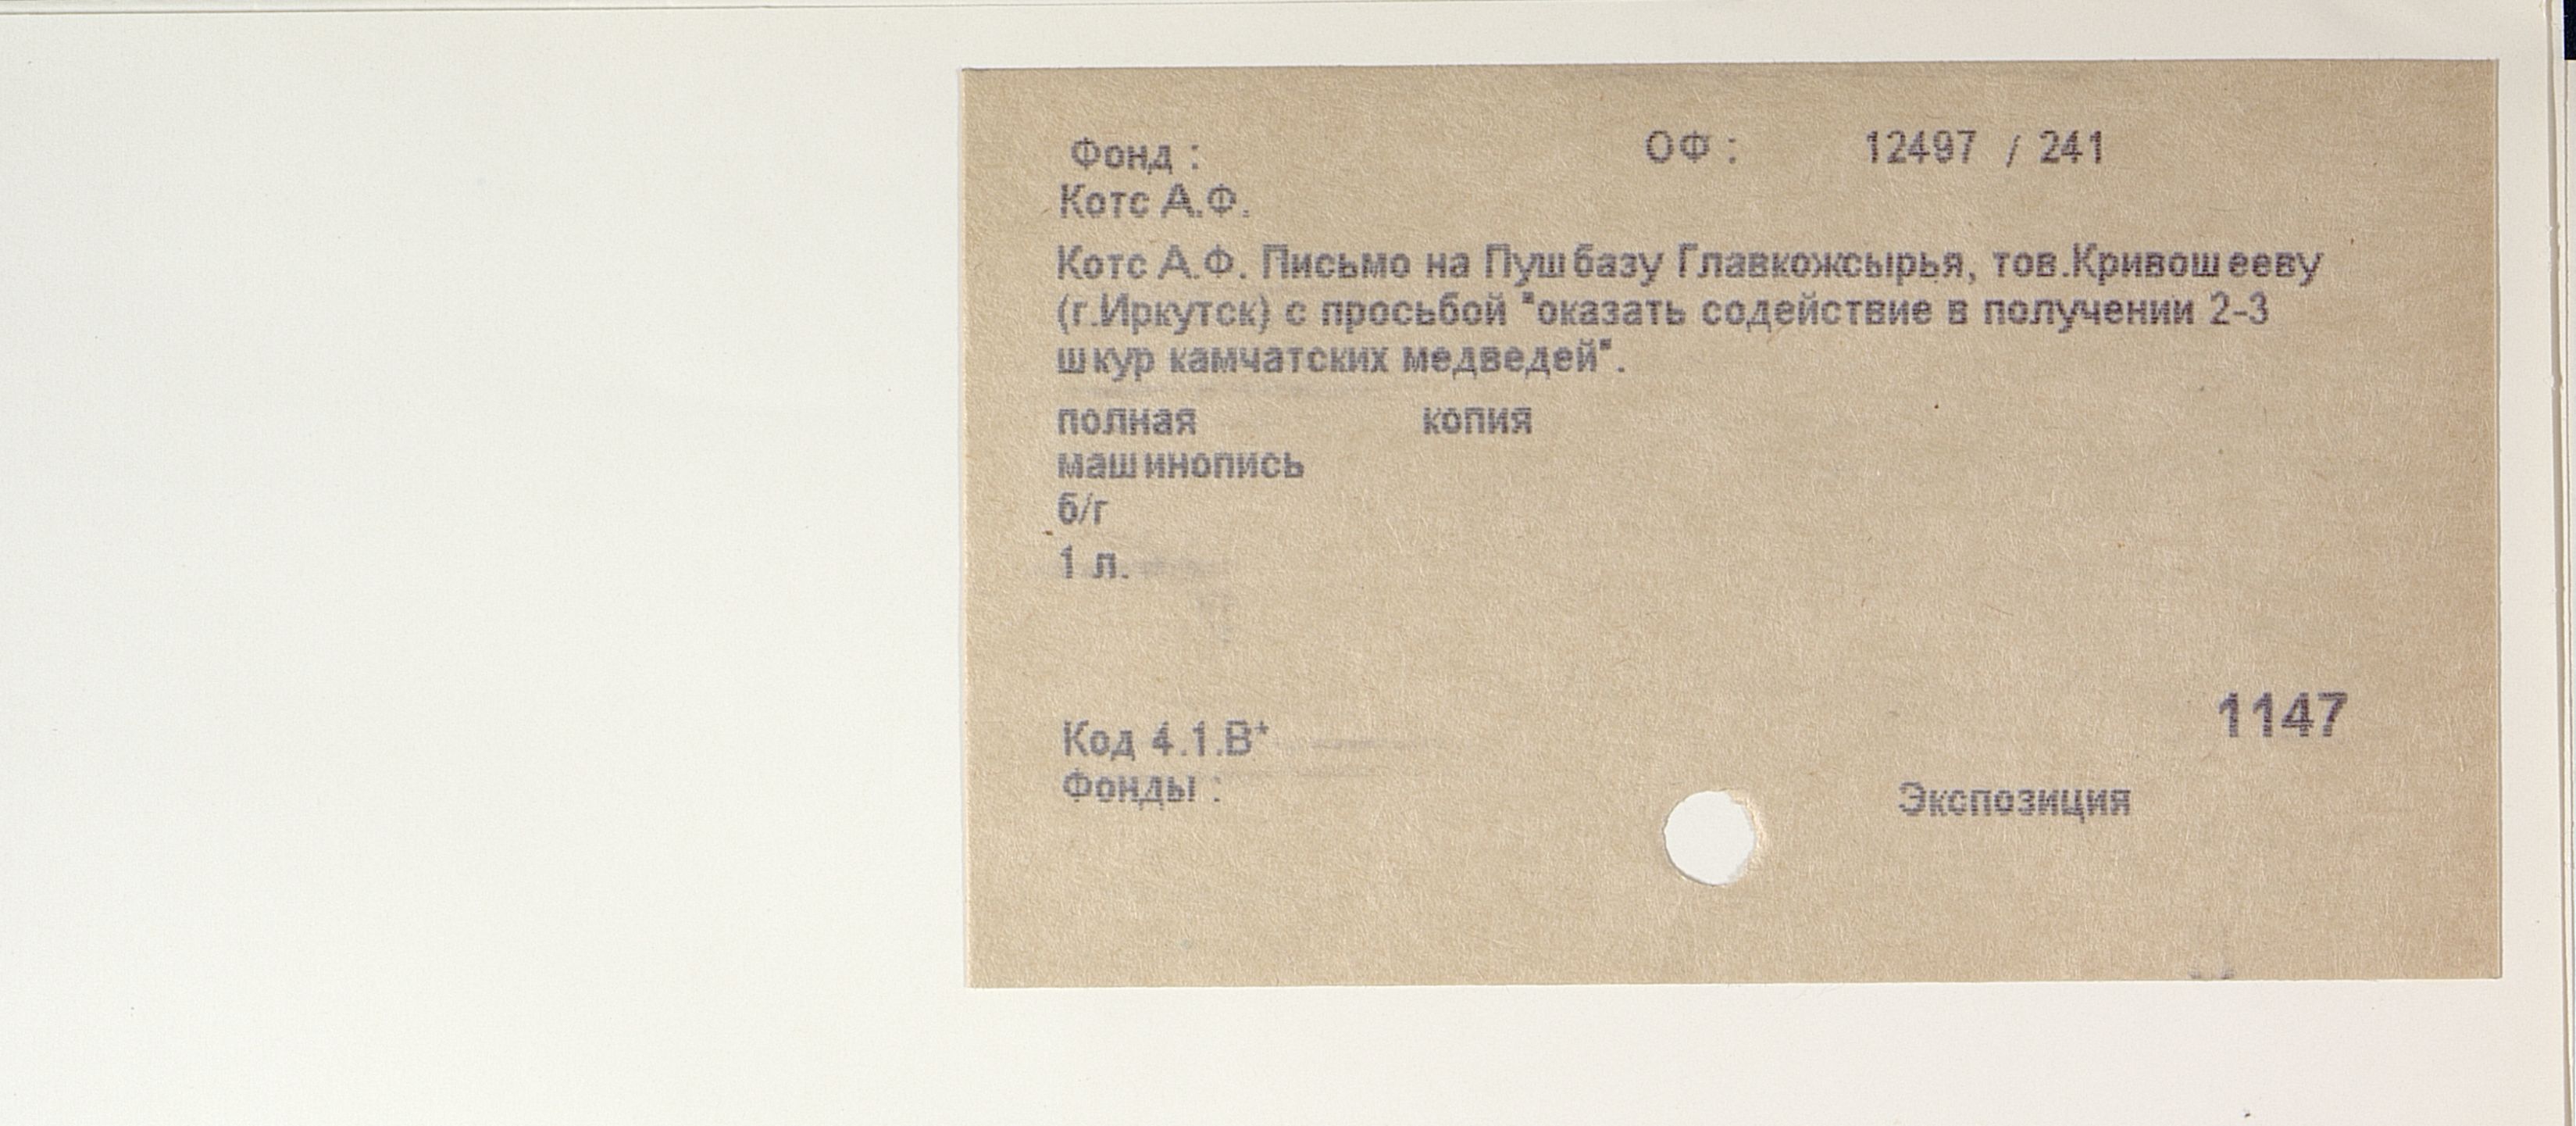 Фонд : ОФ : 12497 / 241
Котс А.Ф.
Котс А.Ф. Письмо на Пушбазу Главкожсырья, тов.Кривошееву
(г.Иркутск) с просьбой "оказать содействие в получении 2-3
шкур камчатских медведей".
полная копия
машинопись
б/г
1 л.
1147
Код 4.1.В*
Фонды : Экспозиция